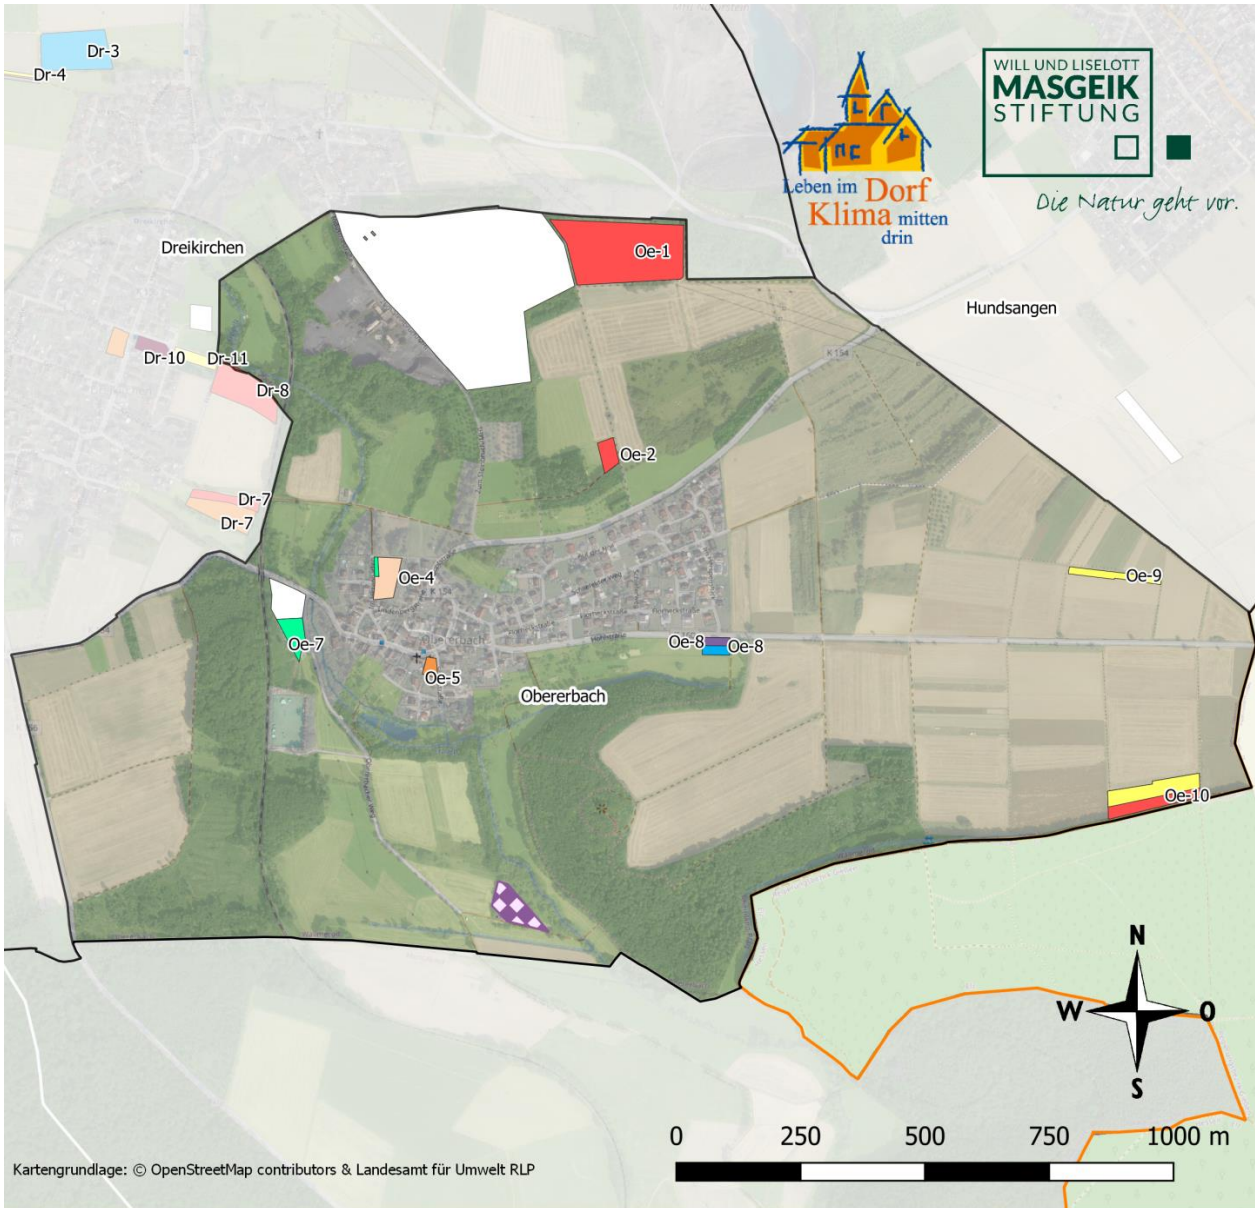 Dr-3
Dr-4
WILL UND LISELOTT
MASGEIK
STIFTUNG
Die Natur geht vor.
Leben im Dorf
Klima mitten
drin
Dreikirchen
Oe-1
Hundsangen
K 154
Dr-10
Dr-11
Dr-8
Oe-2
Dr-7
Dr-7
Oe-4
Oe-9
Oe-7
Oe-8
Oe-8
Oe-5
Obererbach
Oe-10
N
W
O
S
0 250 500 750 1000 m
Kartengrundlage: © OpenStreetMap contributors & Landesamt für Umwelt RLP